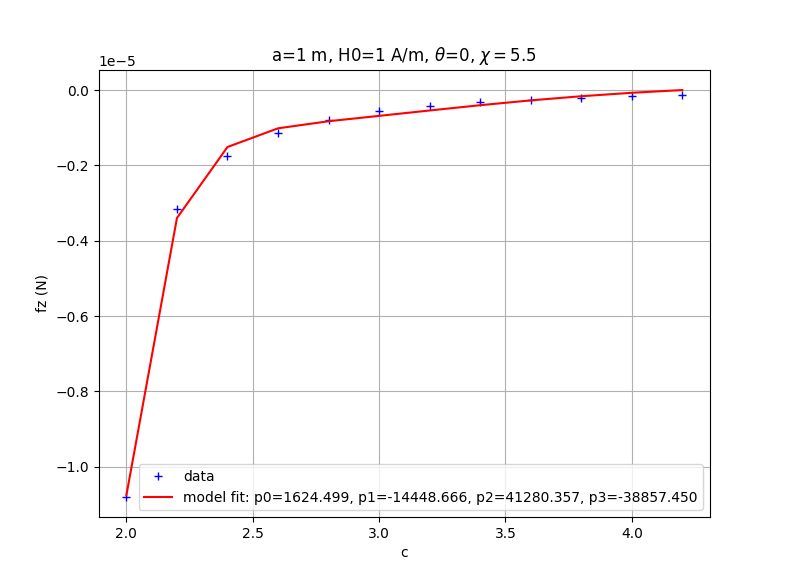 a=1 m, H0=1 A/m, θ=0, χ = 5.5
1e−5
0.0
−0.2
−0.4
−0.6
−0.8
−1.0
fz (N)
data
model fit: p0=1624.499, p1=-14448.666, p2=41280.357, p3=-38857.450
2.0 2.5 3.0 3.5 4.0
c